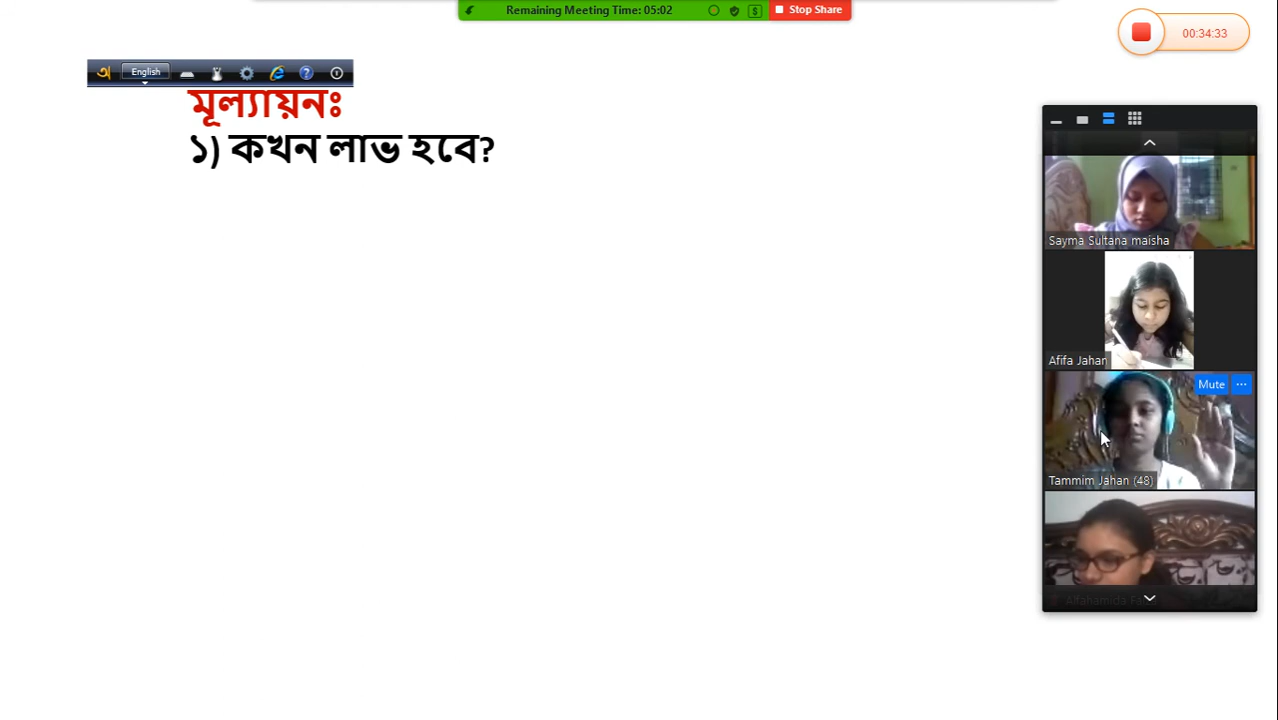 Remaining Meeting Time: 05:02
Stop Share
00:34:33
অ English
মূল্যায়নঃ
১) কখন লাভ হবে?
Sayma Sultana maisha
Afifa Jahan
Mute
Tammim Jahan (48)